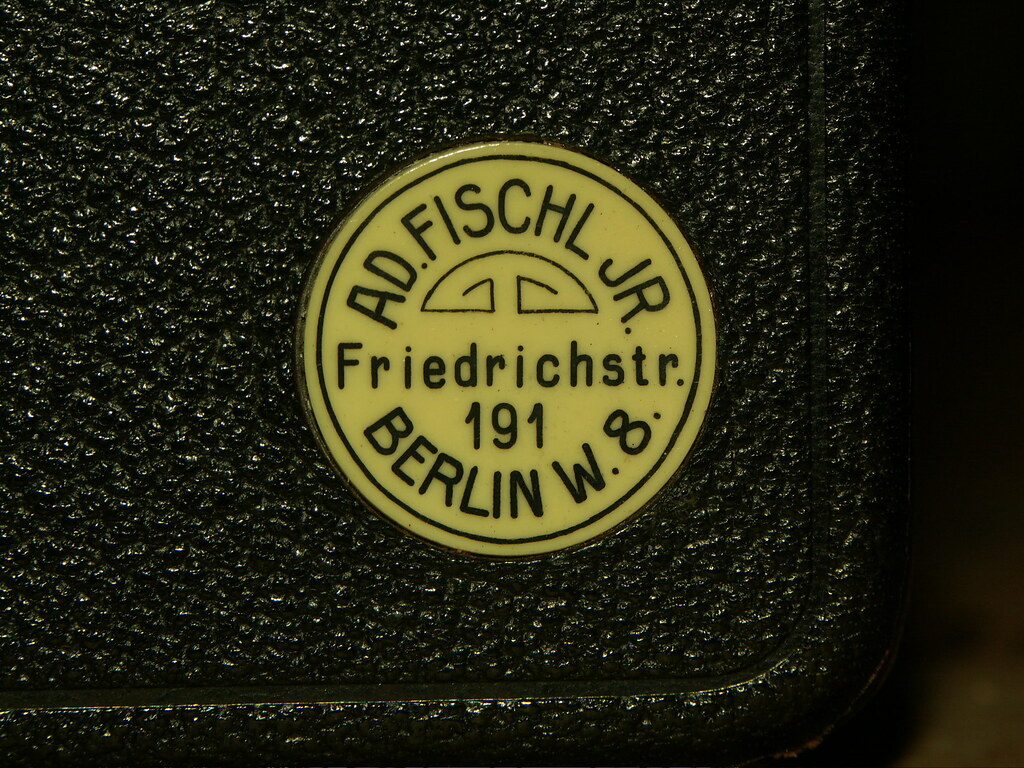 AD. FISCHL JR.
Friedrichstr.
191
BERLIN W. 8.